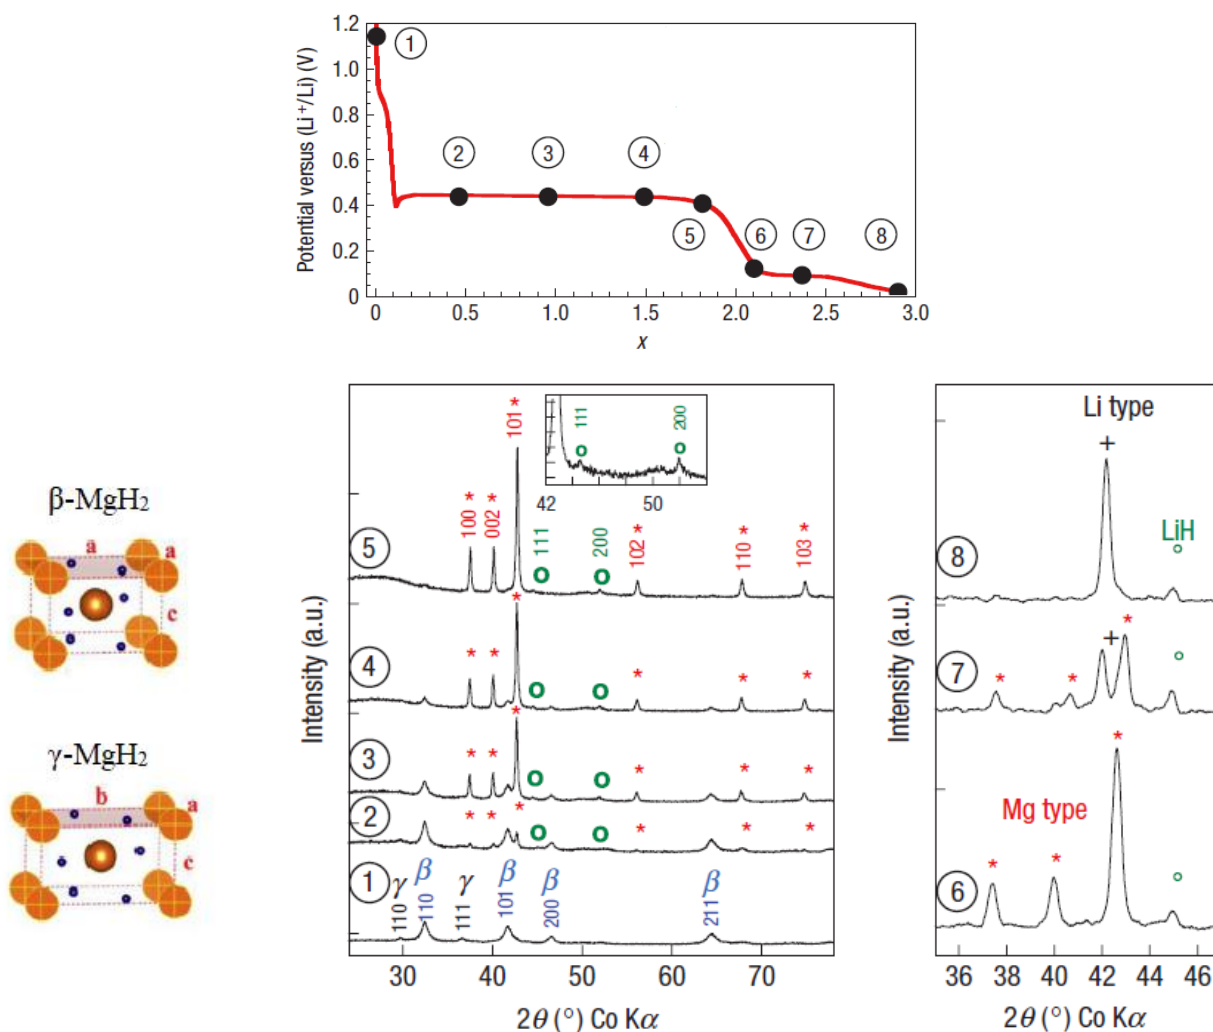 1.2
1.0
0.8
0.6
0.4
0.2
0
Potential versus (Li⁺/Li) (V)
1
2
3
4
5
6
7
8
0 0.5 1.0 1.5 2.0 2.5 3.0
x
β-MgH₂
a
a
c
γ-MgH₂
b
a
c
Intensity (a.u.)
111 O
200 O
42 50
5
100 *
002 *
101 *
111 O
200 O
102 *
110 *
103 *
4
* * * O O * * *
3
* * * O O * * *
2
* * * O O * * *
1
110 γ
110 β
111 γ
101 β
200 β
211 β
30 40 50 60 70
2θ (°) Co Kα
Intensity (a.u.)
Li type
+
LiH
8
+ *
7
* *
*
Mg type
* *
6
36 38 40 42 44 46
2θ (°) Co Kα